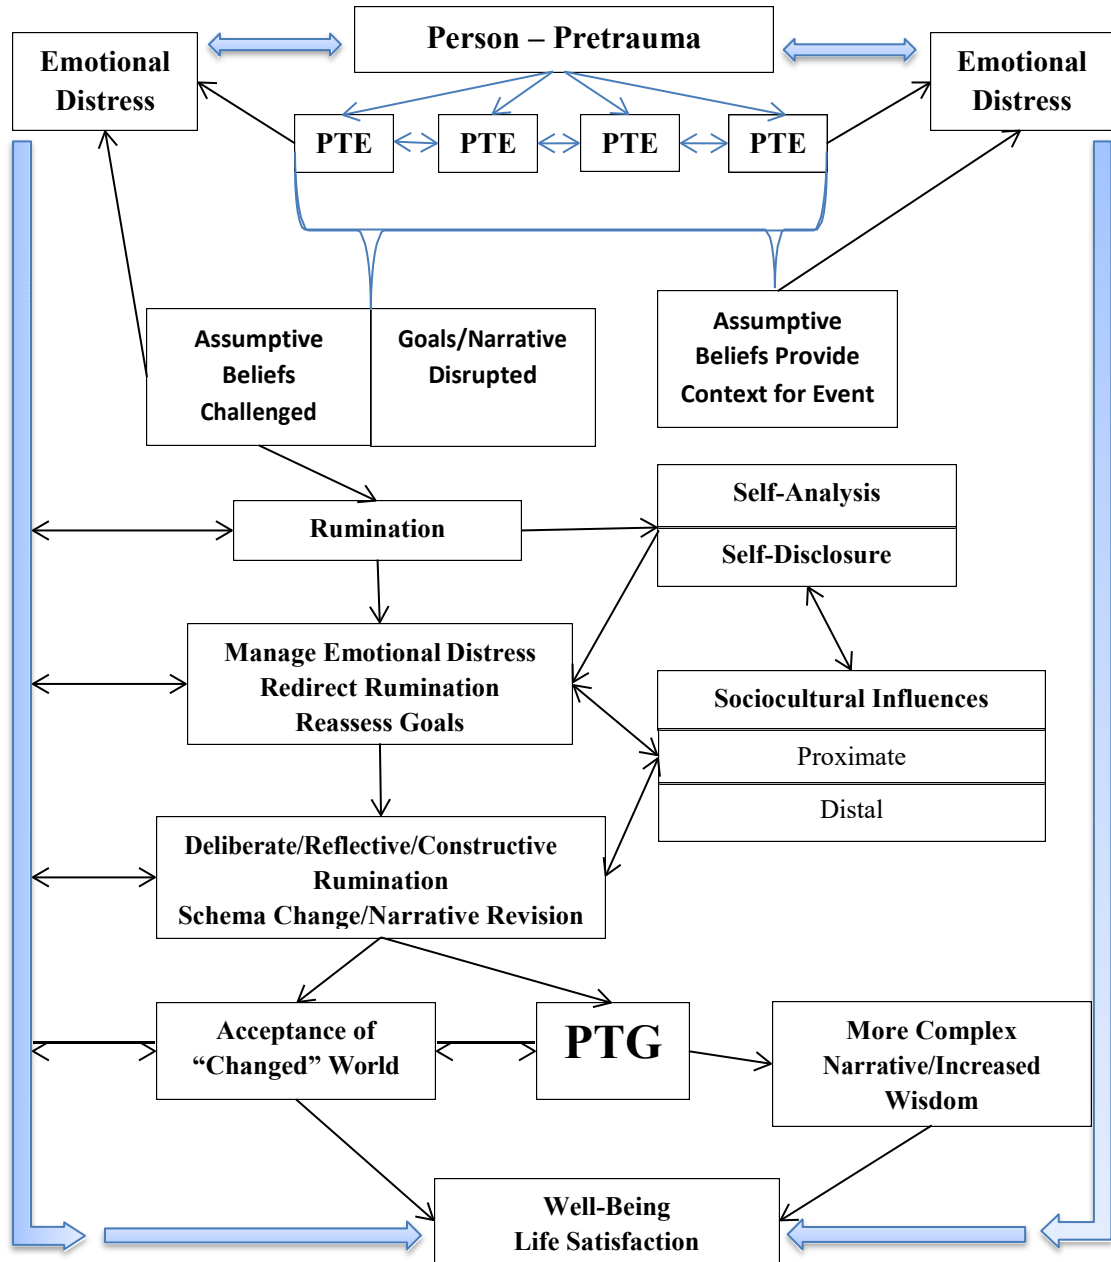 Person – Pretrauma
Emotional
Distress
Emotional
Distress
PTE
PTE
PTE
PTE
Assumptive
Beliefs
Challenged
Goals/Narrative
Disrupted
Assumptive
Beliefs Provide
Context for Event
Rumination
Self-Analysis
Self-Disclosure
Manage Emotional Distress
Redirect Rumination
Reassess Goals
Sociocultural Influences
Proximate
Distal
Deliberate/Reflective/Constructive
Rumination
Schema Change/Narrative Revision
Acceptance of
“Changed” World
PTG
More Complex
Narrative/Increased
Wisdom
Well-Being
Life Satisfaction